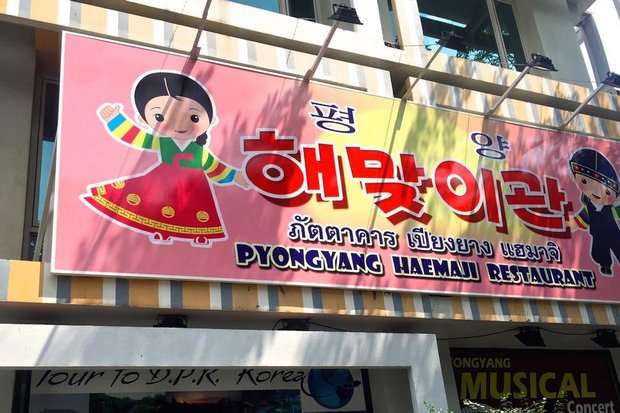 평 양
해맞이관
ภัตตาคาร เปียงยาง แฮมาจิ
PYONGYANG HAEMAJI RESTAURANT
Tour To D.P.R. Korea
MUSICAL
Concert